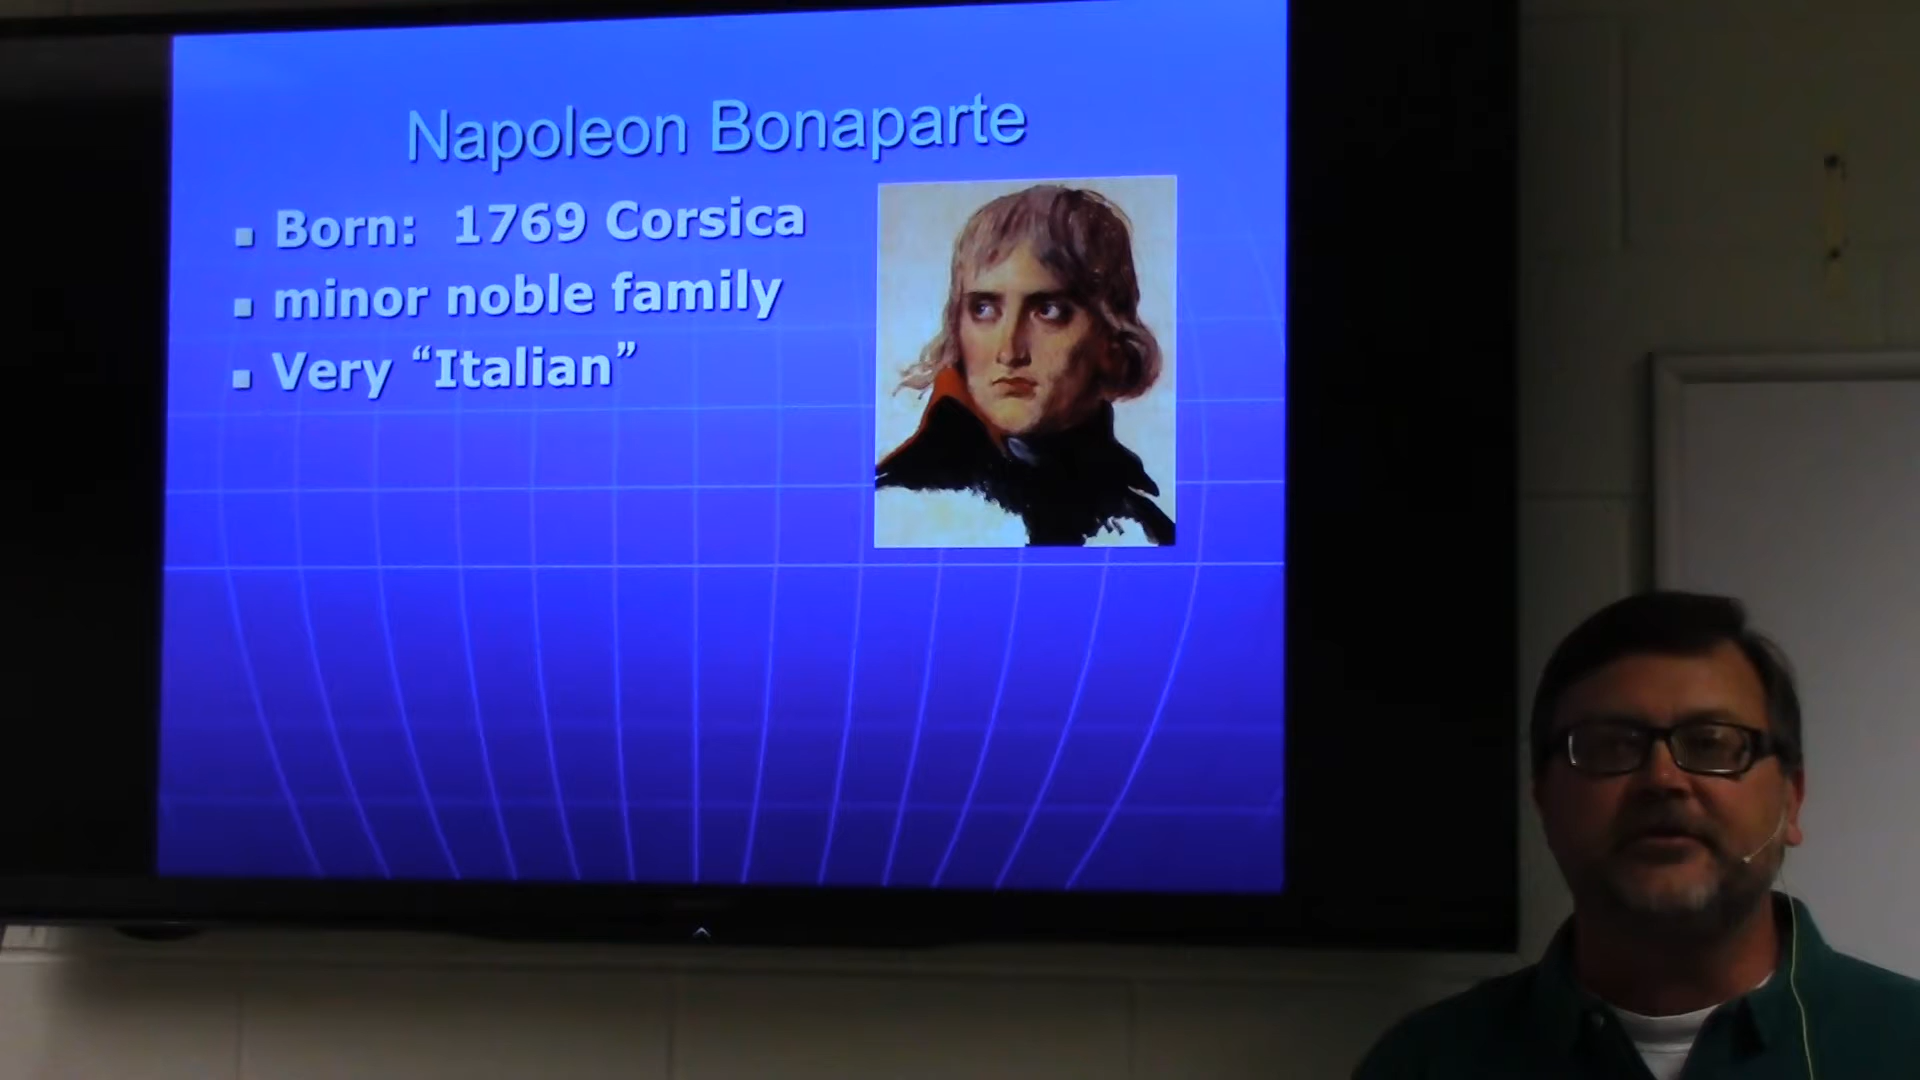 Napoleon Bonaparte
Born: 1769 Corsica
minor noble family
Very “Italian”